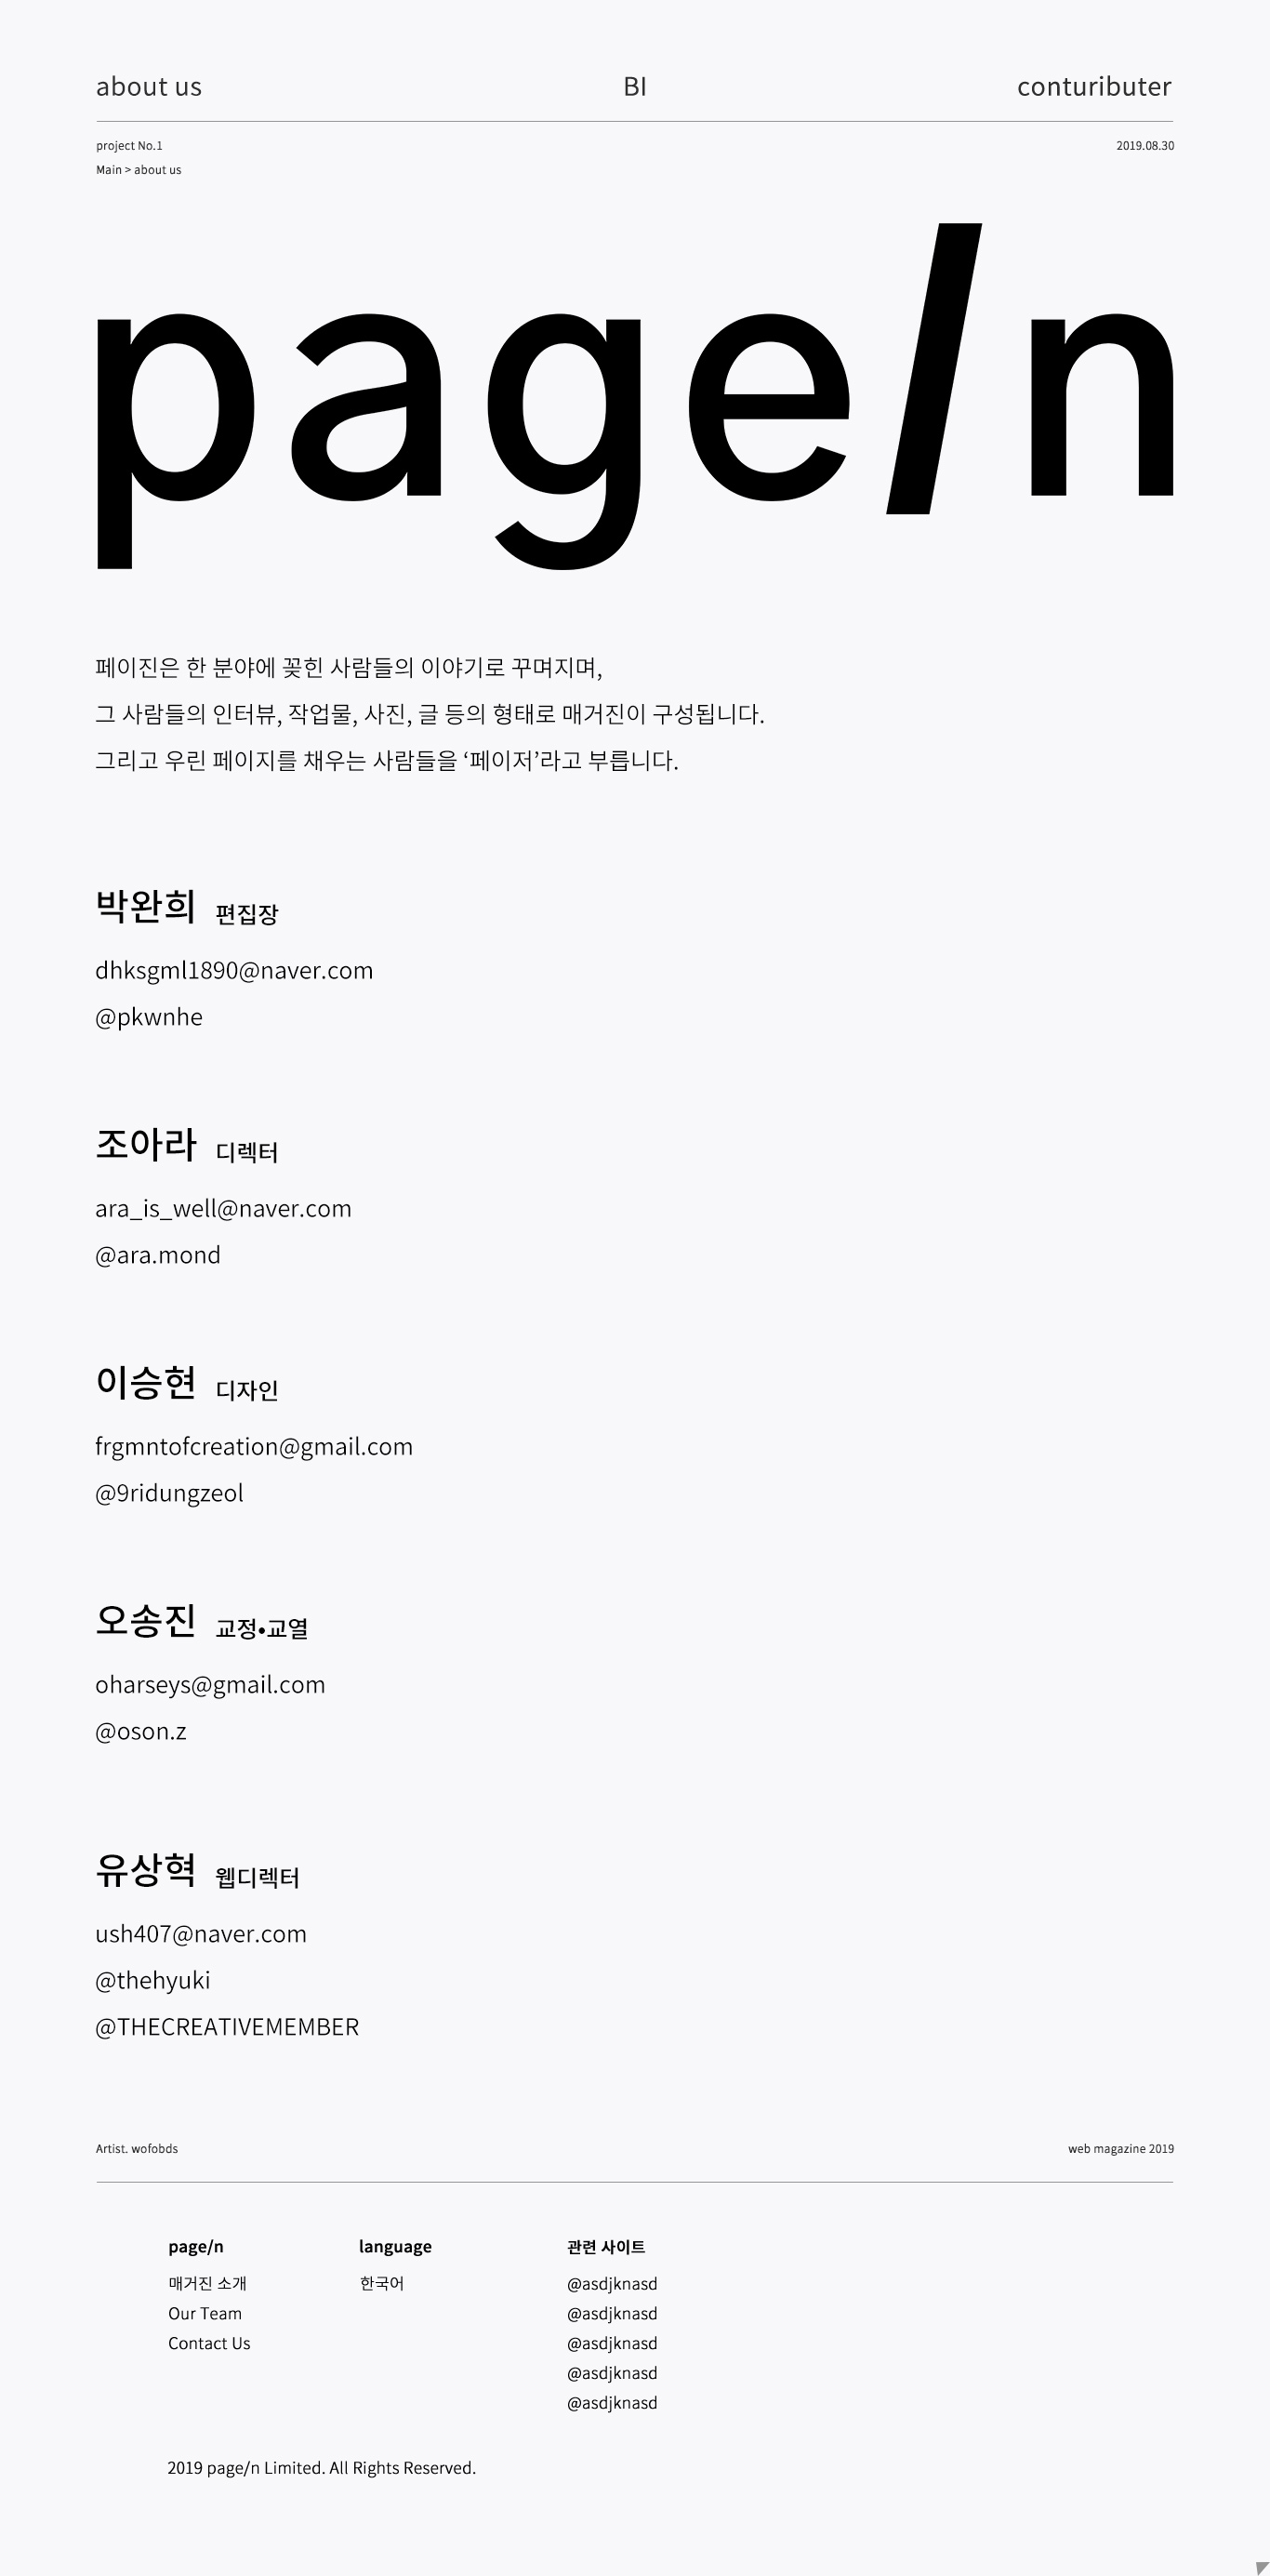 about us BI contuributer
project No.1 2019.08.30
Main > about us
page/n
페이진은 한 분야에 꽂힌 사람들의 이야기로 꾸며지며,
그 사람들의 인터뷰, 작업물, 사진, 글 등의 형태로 매거진이 구성됩니다.
그리고 우린 페이지를 채우는 사람들을 ‘페이저’라고 부릅니다.
박완희 편집장
dhksgml1890@naver.com
@pkwnhe
조아라 디렉터
ara_is_well@naver.com
@ara.mond
이승현 디자인
frgmntofcreation@gmail.com
@9ridungzeol
오송진 교정•교열
oharseys@gmail.com
@oson.z
유상혁 웹디렉터
ush407@naver.com
@thehyuki
@THECREATIVEMEMBER
Artist. wofobds web magazine 2019
page/n language 관련 사이트
매거진 소개 한국어 @asdjknasd
Our Team @asdjknasd
Contact Us @asdjknasd
@asdjknasd
@asdjknasd
2019 page/n Limited. All Rights Reserved.